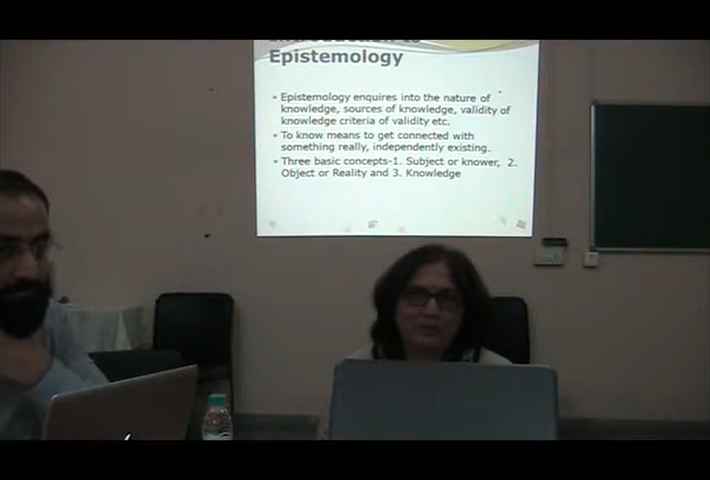 Introduction to
Epistemology
• Epistemology enquires into the nature of
knowledge, sources of knowledge, validity of
knowledge criteria of validity etc.
• To know means to get connected with
something really, independently existing.
• Three basic concepts-1. Subject or knower, 2.
Object or Reality and 3. Knowledge